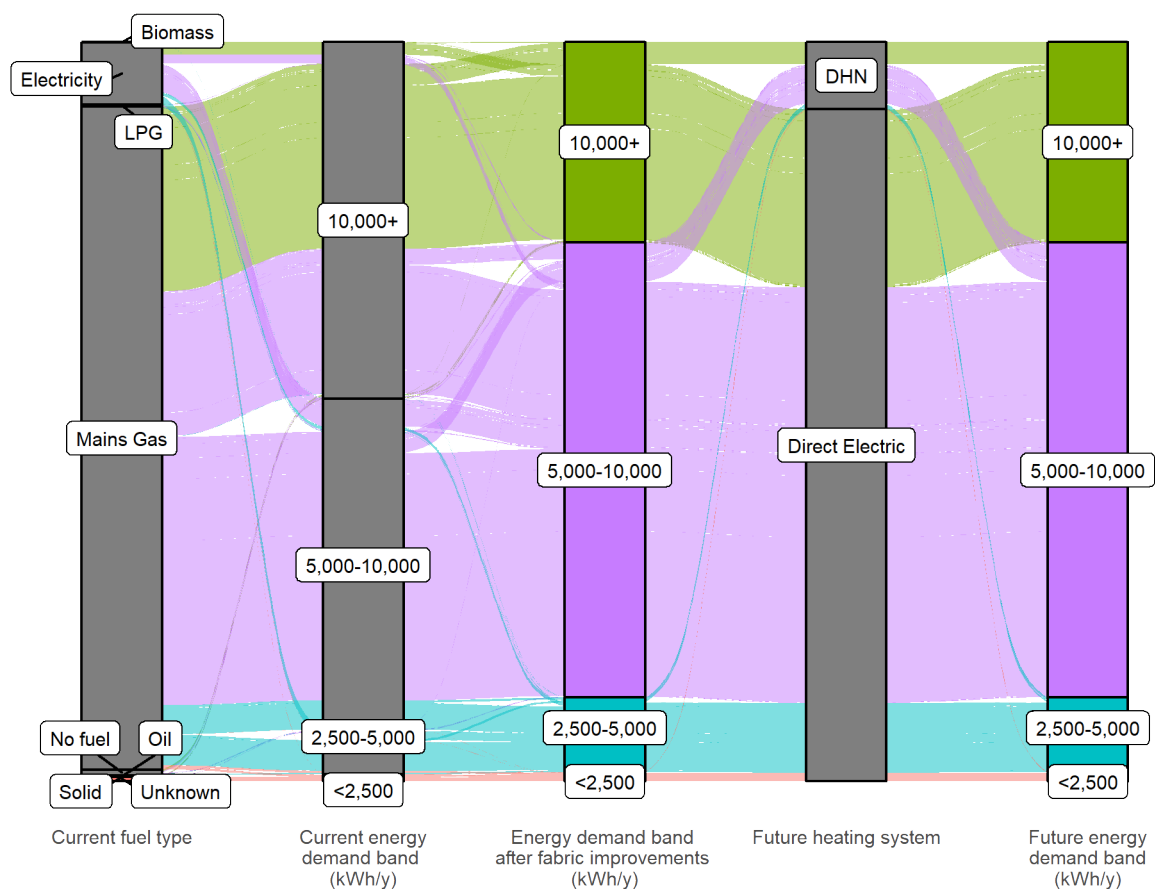 Biomass
Electricity
LPG
Mains Gas
No fuel
Oil
Solid
Unknown
10,000+
5,000-10,000
2,500-5,000
<2,500
10,000+
5,000-10,000
2,500-5,000
<2,500
DHN
Direct Electric
10,000+
5,000-10,000
2,500-5,000
<2,500
Current fuel type
Current energy
demand band
(kWh/y)
Energy demand band
after fabric improvements
(kWh/y)
Future heating system
Future energy
demand band
(kWh/y)